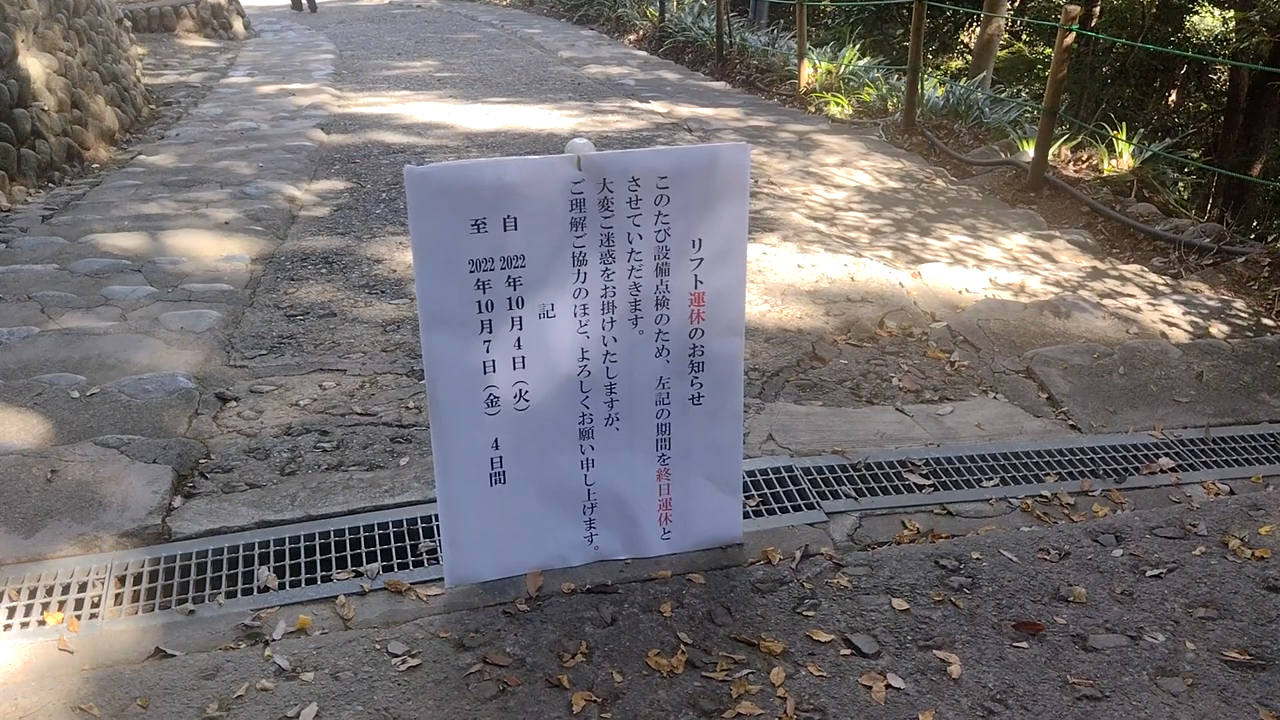 リフト運休のお知らせ
このたび設備点検のため、左記の期間を終日運休と
させていただきます。
大変ご迷惑をお掛けいたしますが、
ご理解ご協力のほど、よろしくお願い申し上げます。
記
自 2022年10月4日（火）
至 2022年10月7日（金） 4日間